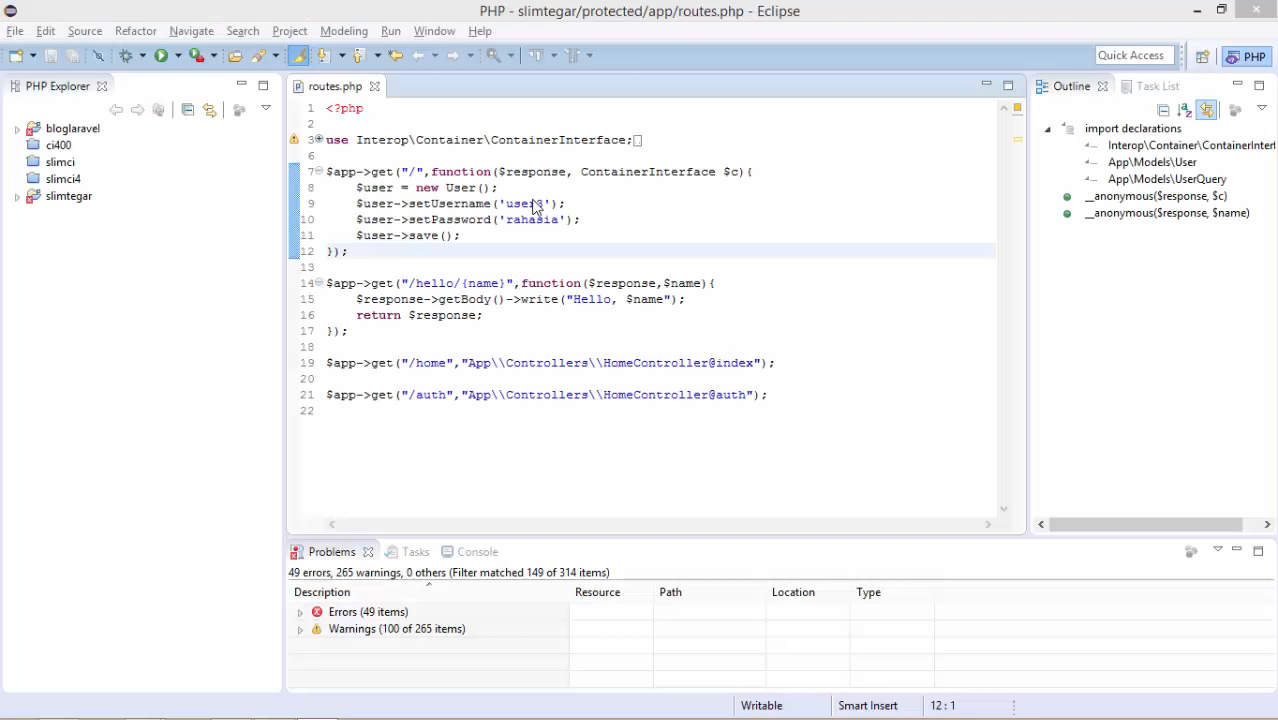 PHP - slimtegar/protected/app/routes.php - Eclipse
File Edit Source Refactor Navigate Search Project Modeling Run Window Help
Quick Access PHP
PHP Explorer
bloglaravel
ci400
slimci
slimci4
slimtegar
routes.php
1 <?php
2
3 use Interop\Container\ContainerInterface;
6
7 $app->get("/",function($response, ContainerInterface $c){
8 $user = new User();
9 $user->setUsername('user3');
10 $user->setPassword('rahasia');
11 $user->save();
12 });
13
14 $app->get("/hello/{name}",function($response,$name){
15 $response->getBody()->write("Hello, $name");
16 return $response;
17 });
18
19 $app->get("/home","App\\Controllers\\HomeController@index");
20
21 $app->get("/auth","App\\Controllers\\HomeController@auth");
22
Outline Task List
import declarations
Interop\Container\ContainerInter
App\Models\User
App\Models\UserQuery
__anonymous($response, $c)
__anonymous($response, $name)
Problems Tasks Console
49 errors, 265 warnings, 0 others (Filter matched 149 of 314 items)
Description Resource Path Location Type
Errors (49 items)
Warnings (100 of 265 items)
Writable Smart Insert 12 : 1